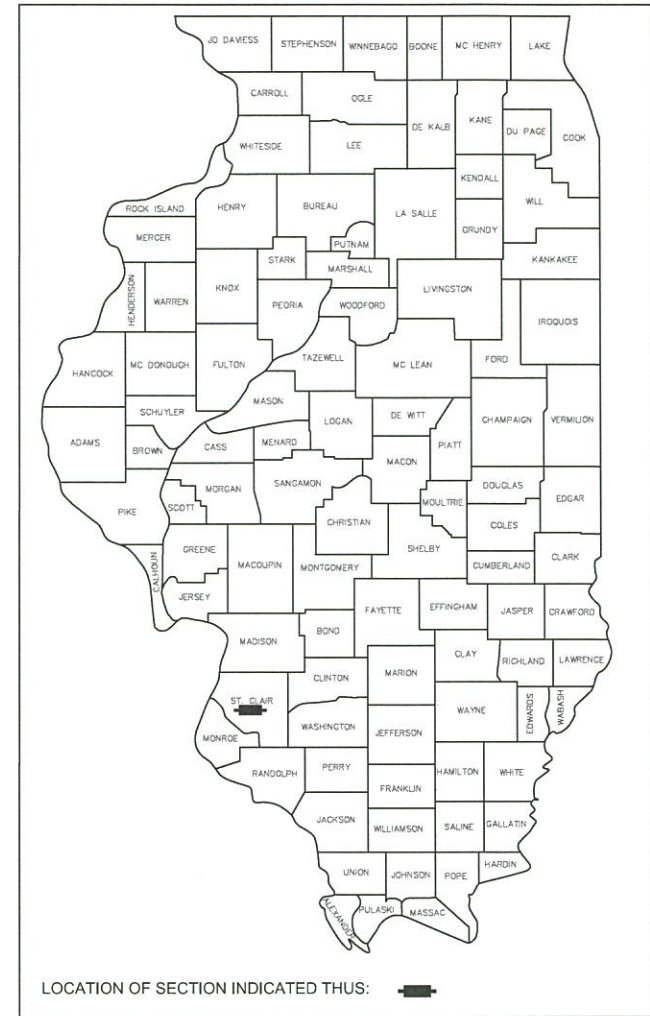 JO DAVIESS
STEPHENSON
WINNEBAGO
BOONE
MC HENRY
LAKE
CARROLL
OGLE
DE KALB
KANE
DU PAGE
COOK
WHITESIDE
LEE
KENDALL
WILL
ROCK ISLAND
HENRY
BUREAU
LA SALLE
GRUNDY
MERCER
PUTNAM
KANKAKEE
STARK
MARSHALL
HENDERSON
WARREN
KNOX
PEORIA
WOODFORD
LIVINGSTON
IROQUOIS
HANCOCK
MC DONOUGH
FULTON
TAZEWELL
MC LEAN
FORD
MASON
SCHUYLER
LOGAN
DE WITT
CHAMPAIGN
VERMILION
ADAMS
BROWN
CASS
MENARD
MACON
PIATT
SANGAMON
DOUGLAS
EDGAR
PIKE
SCOTT
MORGAN
CHRISTIAN
MOULTRIE
COLES
SHELBY
CALHOUN
GREENE
MACOUPIN
MONTGOMERY
CUMBERLAND
CLARK
JERSEY
FAYETTE
EFFINGHAM
JASPER
CRAWFORD
MADISON
BOND
CLAY
RICHLAND
LAWRENCE
CLINTON
MARION
ST. CLAIR
WAYNE
EDWARDS
WABASH
MONROE
WASHINGTON
JEFFERSON
RANDOLPH
PERRY
HAMILTON
WHITE
FRANKLIN
JACKSON
WILLIAMSON
SALINE
GALLATIN
UNION
JOHNSON
POPE
HARDIN
ALEXANDER
PULASKI
MASSAC
LOCATION OF SECTION INDICATED THUS: